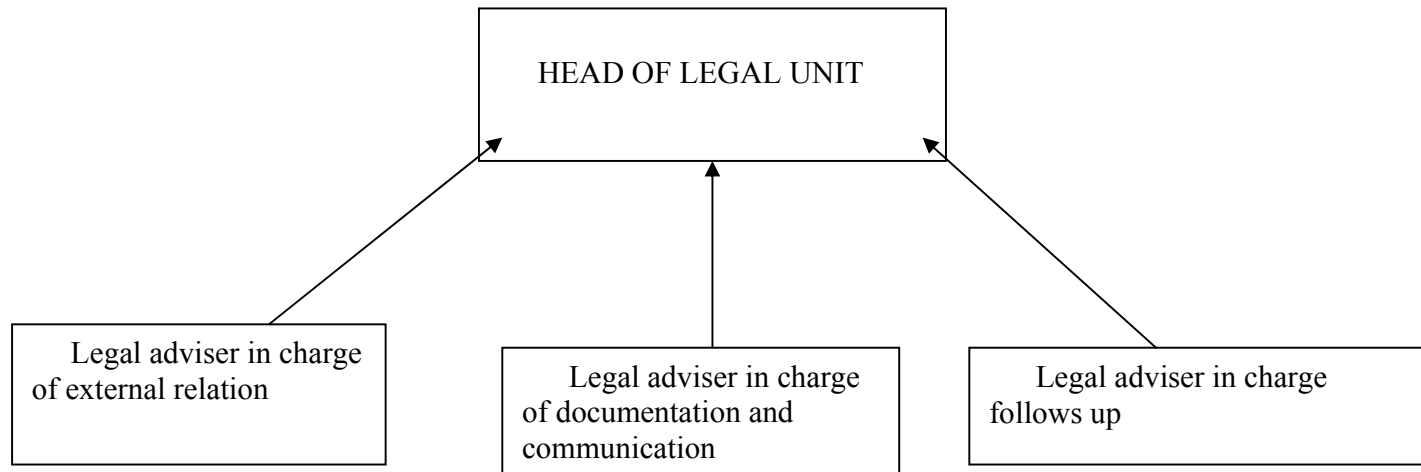 HEAD OF LEGAL UNIT
Legal adviser in charge
of external relation
Legal adviser in charge
of documentation and
communication
Legal adviser in charge
follows up